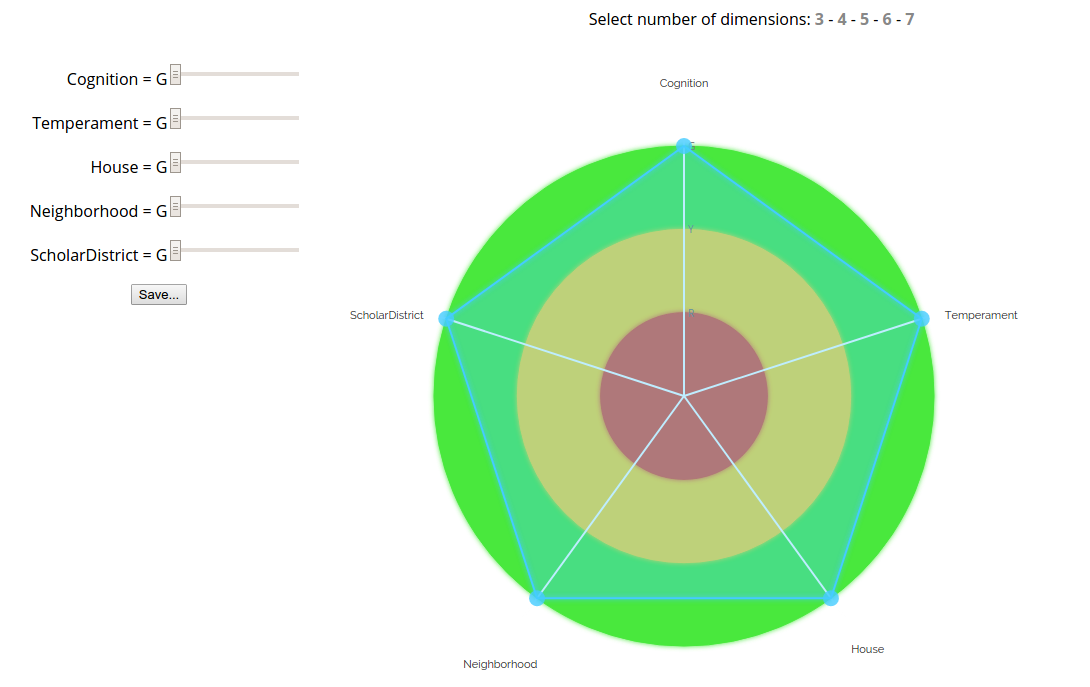 Select number of dimensions: 3 - 4 - 5 - 6 - 7
Cognition = G
Temperament = G
House = G
Neighborhood = G
ScholarDistrict = G
Save...
Cognition
Y
ScholarDistrict
Temperament
House
Neighborhood